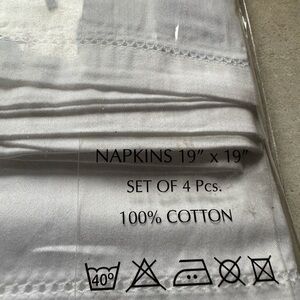 NAPKINS 19" x 19"
SET OF 4 Pcs.
100% COTTON
40°